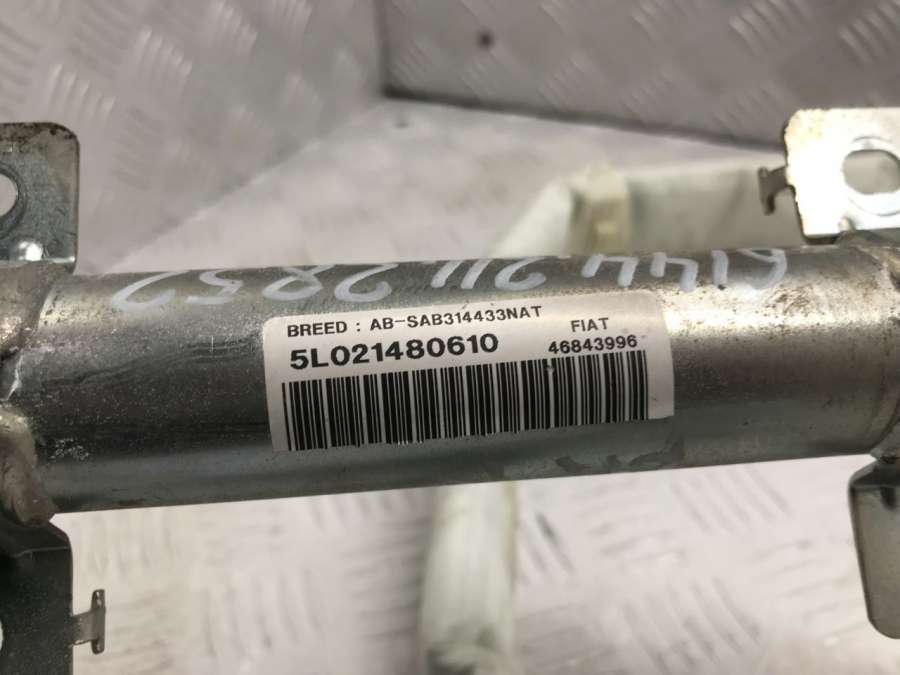 BREED : AB-SAB314433NAT
FIAT
5L021480610
46843996